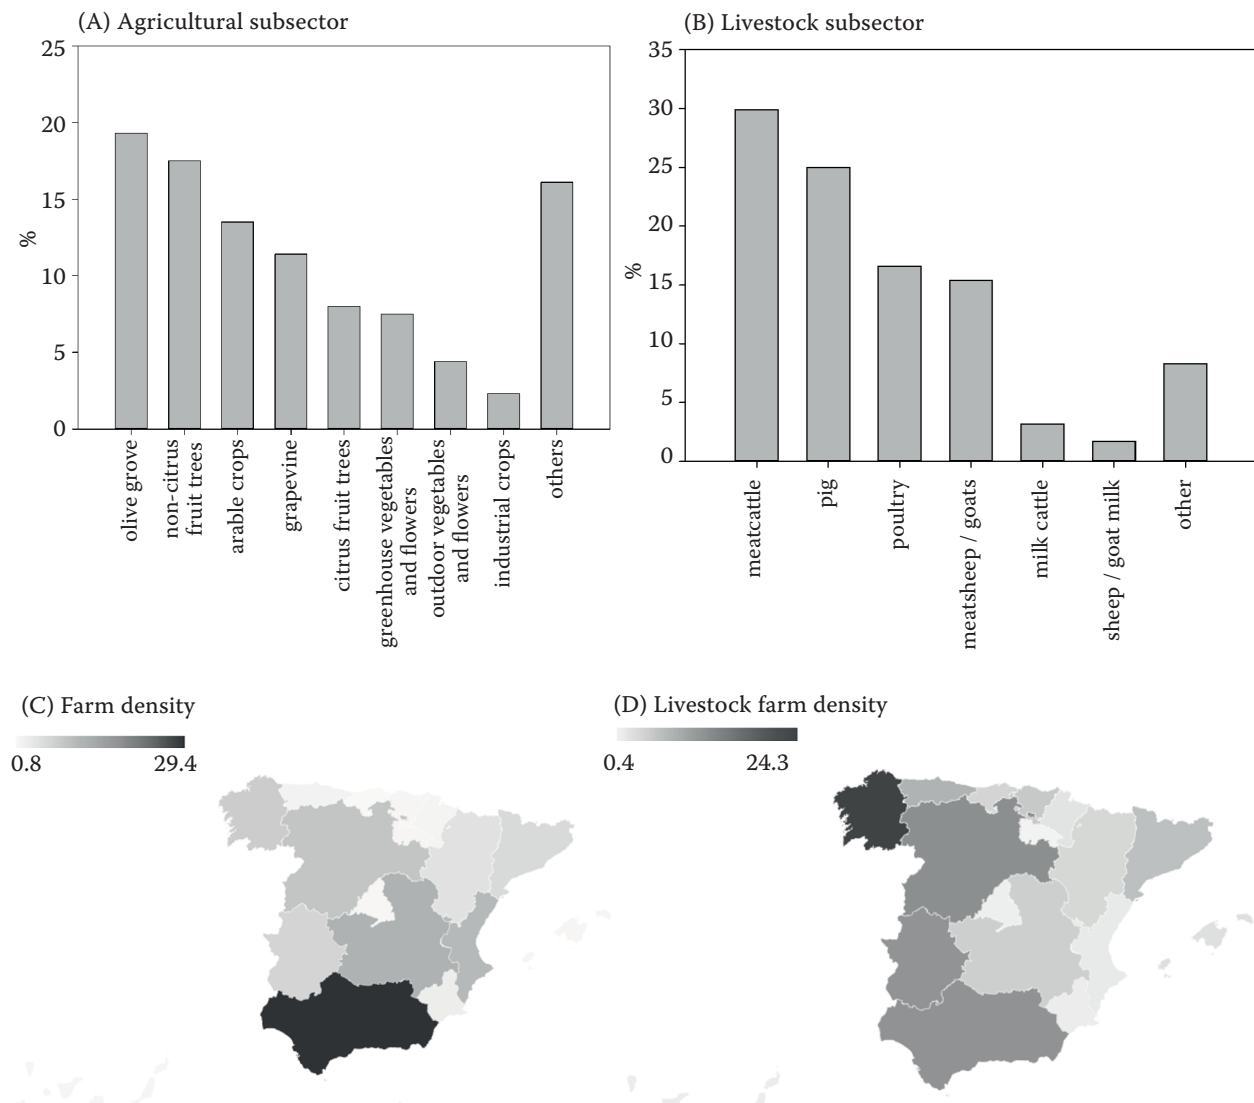 (A) Agricultural subsector
25
20
15
10
5
0
%
olive grove
non-citrus
fruit trees
arable crops
grapevine
citrus fruit trees
greenhouse vegetables
and flowers
outdoor vegetables
and flowers
industrial crops
others
(B) Livestock subsector
35
30
25
20
15
10
5
0
%
meatcattle
pig
poultry
meatsheep / goats
milk cattle
sheep / goat milk
other
(C) Farm density
0.8 29.4
(D) Livestock farm density
0.4 24.3